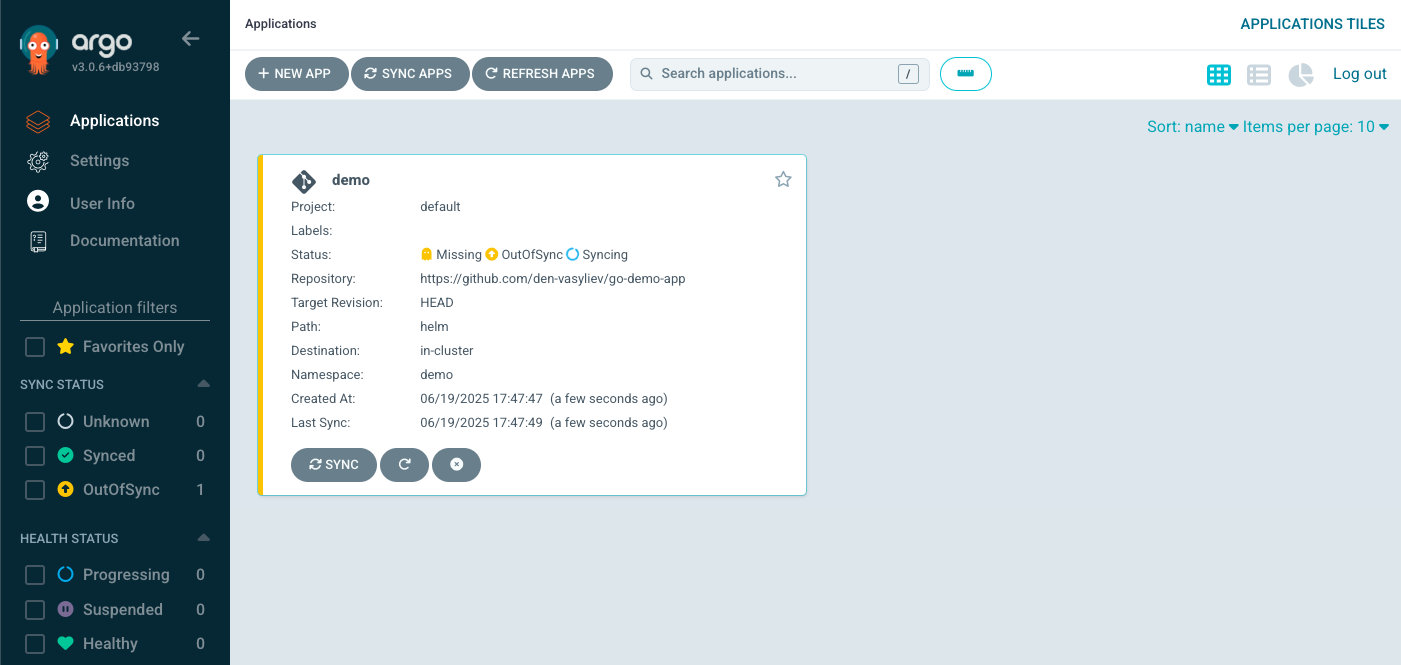 argo
v3.0.6+db93798
Applications
Settings
User Info
Documentation
Application filters
Favorites Only
SYNC STATUS
Unknown 0
Synced 0
OutOfSync 1
HEALTH STATUS
Progressing 0
Suspended 0
Healthy 0
Applications
APPLICATIONS TILES
NEW APP SYNC APPS REFRESH APPS Search applications... / Log out
Sort: name Items per page: 10
demo
Project: default
Labels:
Status: Missing OutOfSync Syncing
Repository: https://github.com/den-vasyliev/go-demo-app
Target Revision: HEAD
Path: helm
Destination: in-cluster
Namespace: demo
Created At: 06/19/2025 17:47:47 (a few seconds ago)
Last Sync: 06/19/2025 17:47:49 (a few seconds ago)
SYNC